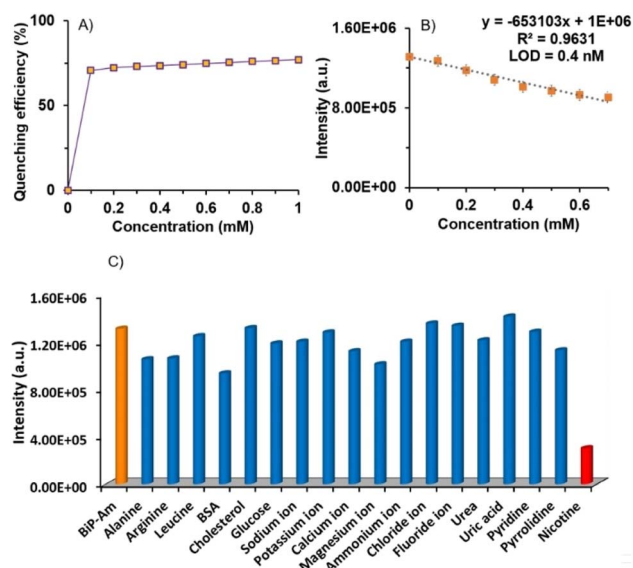 A)
Quenching efficiency (%)
100
50
0
0
0.2
0.4
0.6
0.8
1
Concentration (mM)
B)
y = -653103x + 1E+06
R² = 0.9631
LOD = 0.4 nM
Intensity (a.u.)
1.60E+06
8.00E+05
0.00E+00
0
0.2
0.4
0.6
Concentration (mM)
C)
Intensity (a.u.)
1.60E+06
1.20E+06
8.00E+05
4.00E+05
0.00E+00
BiP-Am
Alanine
Arginine
Leucine
BSA
Cholesterol
Glucose
Sodium ion
Potassium ion
Calcium ion
Magnesium ion
Ammonium ion
Chloride ion
Fluoride ion
Urea
Uric acid
Pyridine
Pyrrolidine
Nicotine